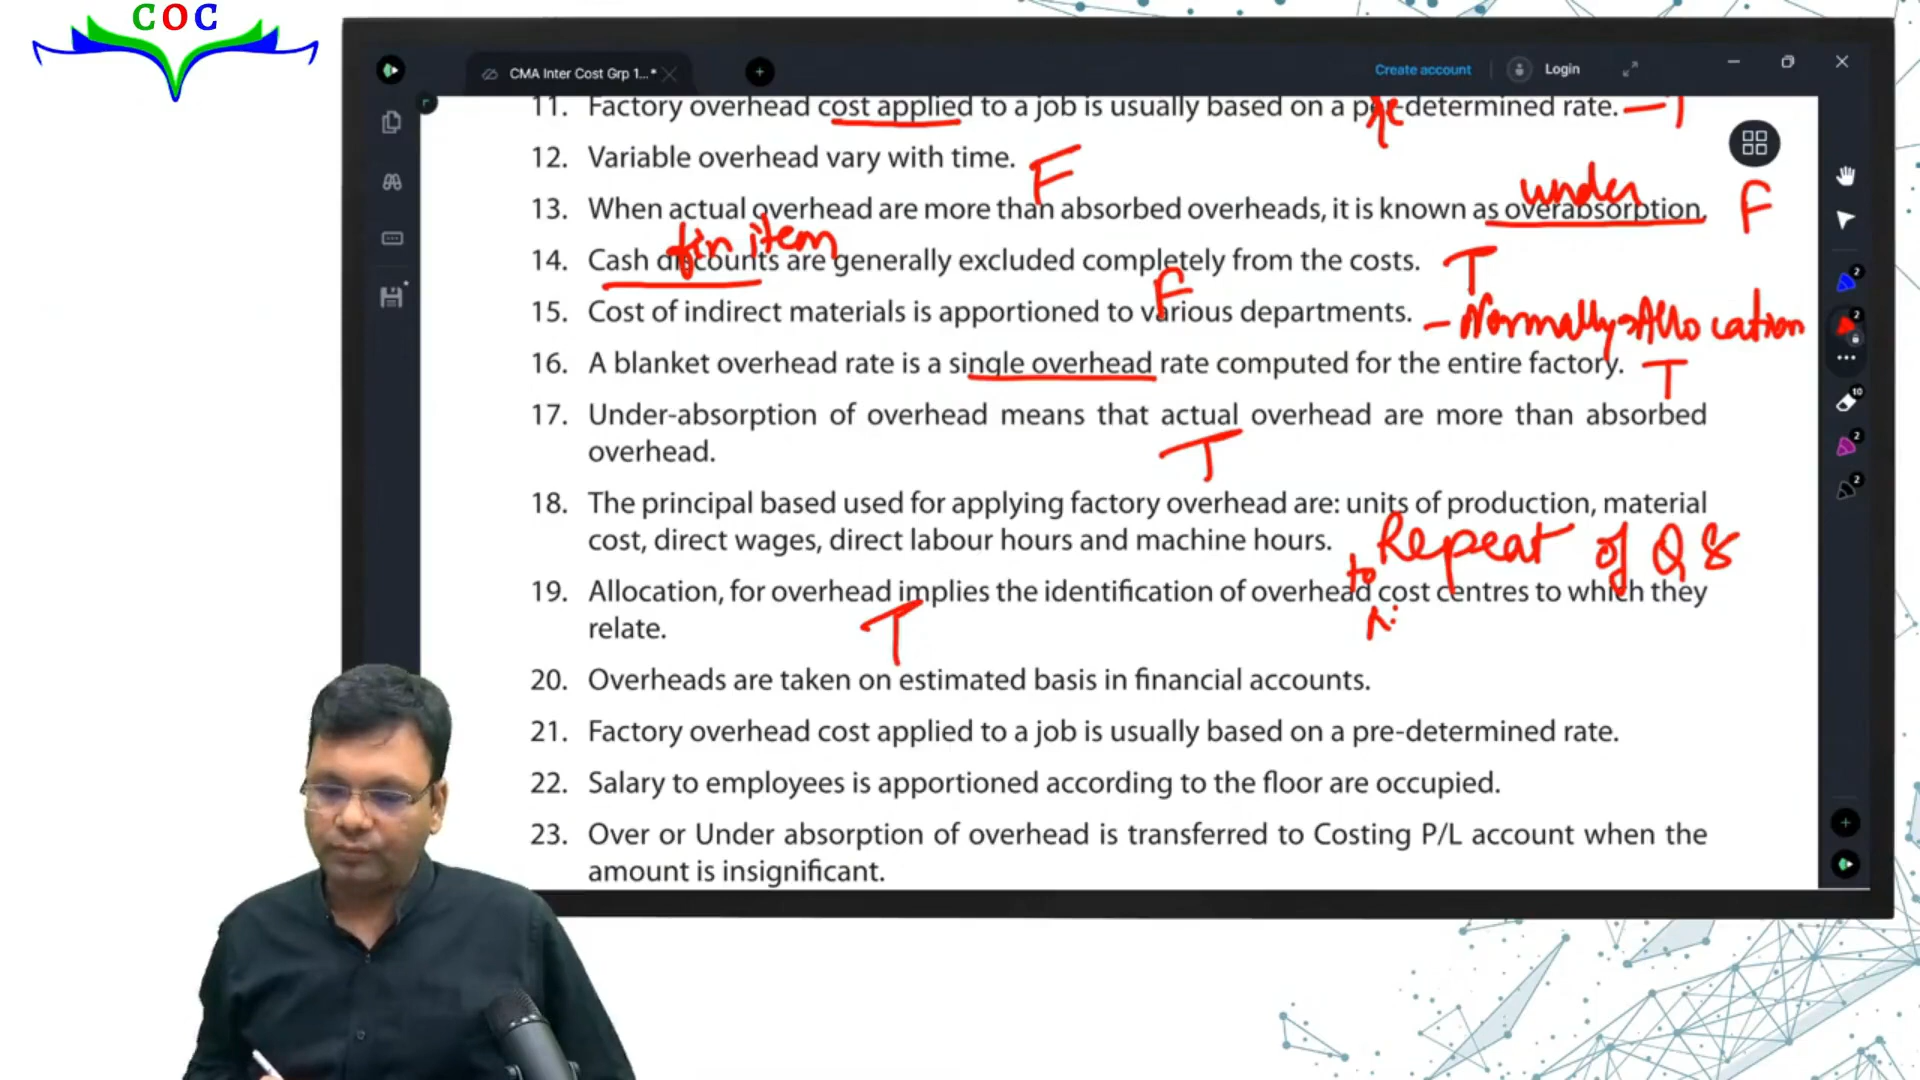 COC
CMA Inter Cost Grp 1...*
Create account
Login
11. Factory overhead cost applied to a job is usually based on a per-determined rate. – T
re
12. Variable overhead vary with time. F
under
13. When actual overhead are more than absorbed overheads, it is known as overabsorption. F
fin item
14. Cash discounts are generally excluded completely from the costs. T
F
15. Cost of indirect materials is apportioned to various departments. – Normally → Allocation
16. A blanket overhead rate is a single overhead rate computed for the entire factory. T
17. Under-absorption of overhead means that actual overhead are more than absorbed
overhead. T
18. The principal based used for applying factory overhead are: units of production, material
cost, direct wages, direct labour hours and machine hours. Repeat of Q 8
to
19. Allocation, for overhead implies the identification of overhead cost centres to which they
relate. T
20. Overheads are taken on estimated basis in financial accounts.
21. Factory overhead cost applied to a job is usually based on a pre-determined rate.
22. Salary to employees is apportioned according to the floor are occupied.
23. Over or Under absorption of overhead is transferred to Costing P/L account when the
amount is insignificant.
2
2
10
2
2